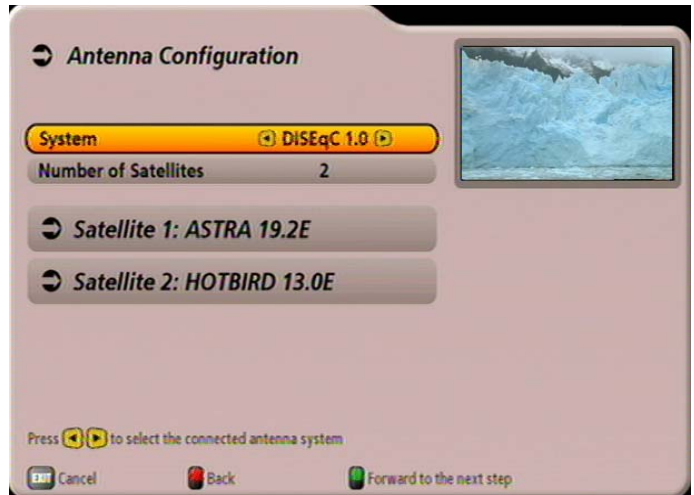 Antenna Configuration
System DISEqC 1.0
Number of Satellites 2
Satellite 1: ASTRA 19.2E
Satellite 2: HOTBIRD 13.0E
Press to select the connected antenna system
EXIT Cancel Back Forward to the next step